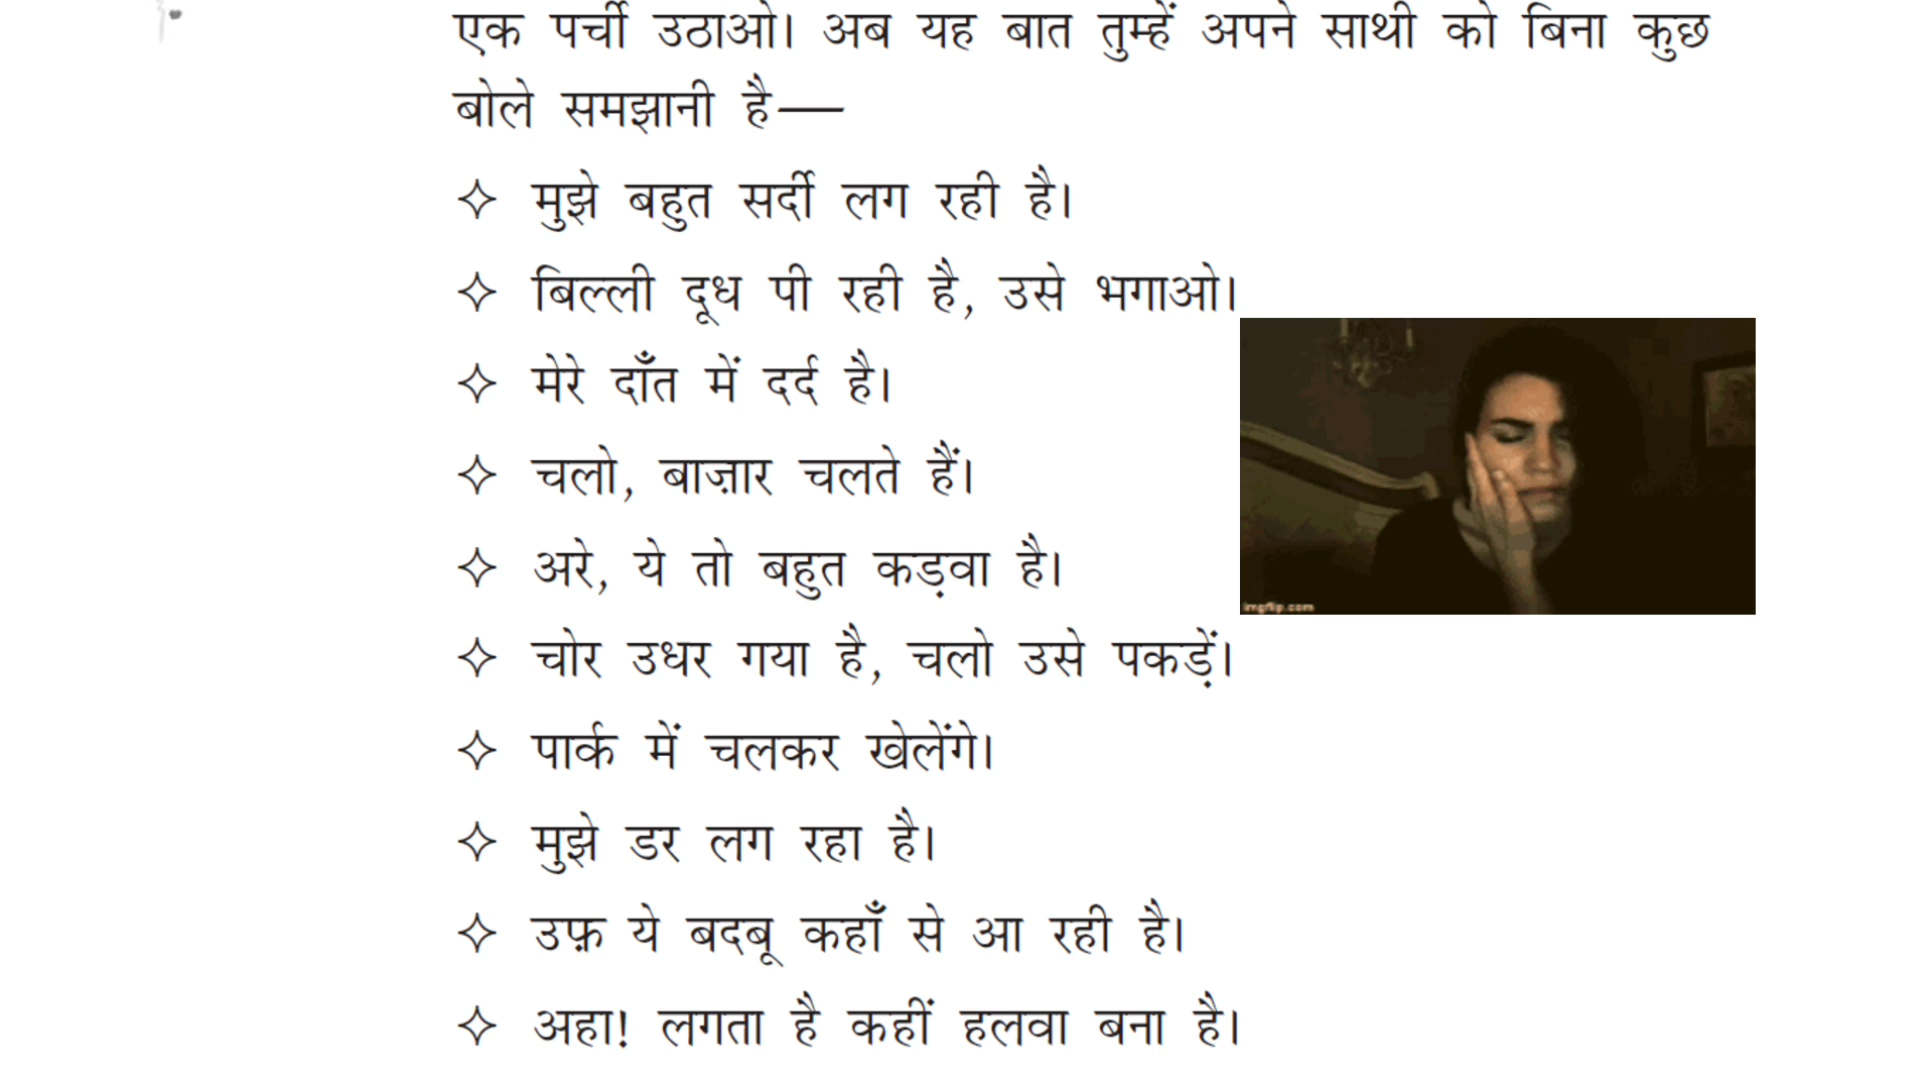 एक पर्ची उठाओ। अब यह बात तुम्हें अपने साथी को बिना कुछ
बोले समझानी है—
✧ मुझे बहुत सर्दी लग रही है।
✧ बिल्ली दूध पी रही है, उसे भगाओ।
✧ मेरे दाँत में दर्द है।
✧ चलो, बाज़ार चलते हैं।
✧ अरे, ये तो बहुत कड़वा है।
✧ चोर उधर गया है, चलो उसे पकड़ें।
✧ पार्क में चलकर खेलेंगे।
✧ मुझे डर लग रहा है।
✧ उफ़ ये बदबू कहाँ से आ रही है।
✧ अहा! लगता है कहीं हलवा बना है।
imgflip.com